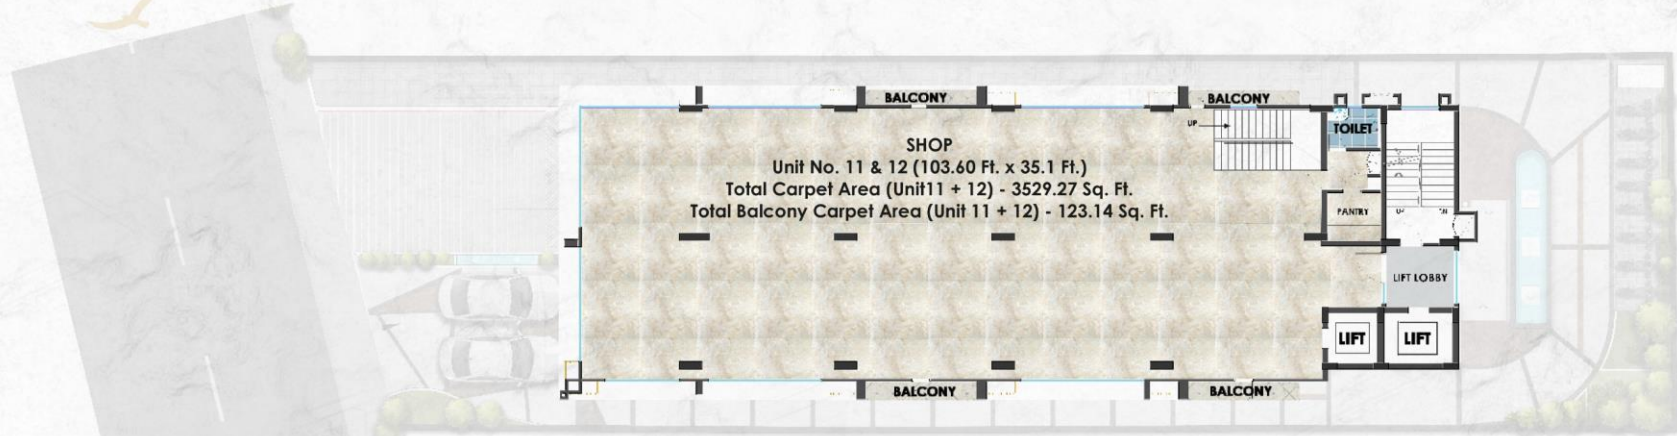 BALCONY
BALCONY
UP
TOILET
SHOP
Unit No. 11 & 12 (103.60 Ft. x 35.1 Ft.)
Total Carpet Area (Unit11 + 12) - 3529.27 Sq. Ft.
Total Balcony Carpet Area (Unit 11 + 12) - 123.14 Sq. Ft.
PANTRY
LIFT LOBBY
LIFT
LIFT
BALCONY
BALCONY